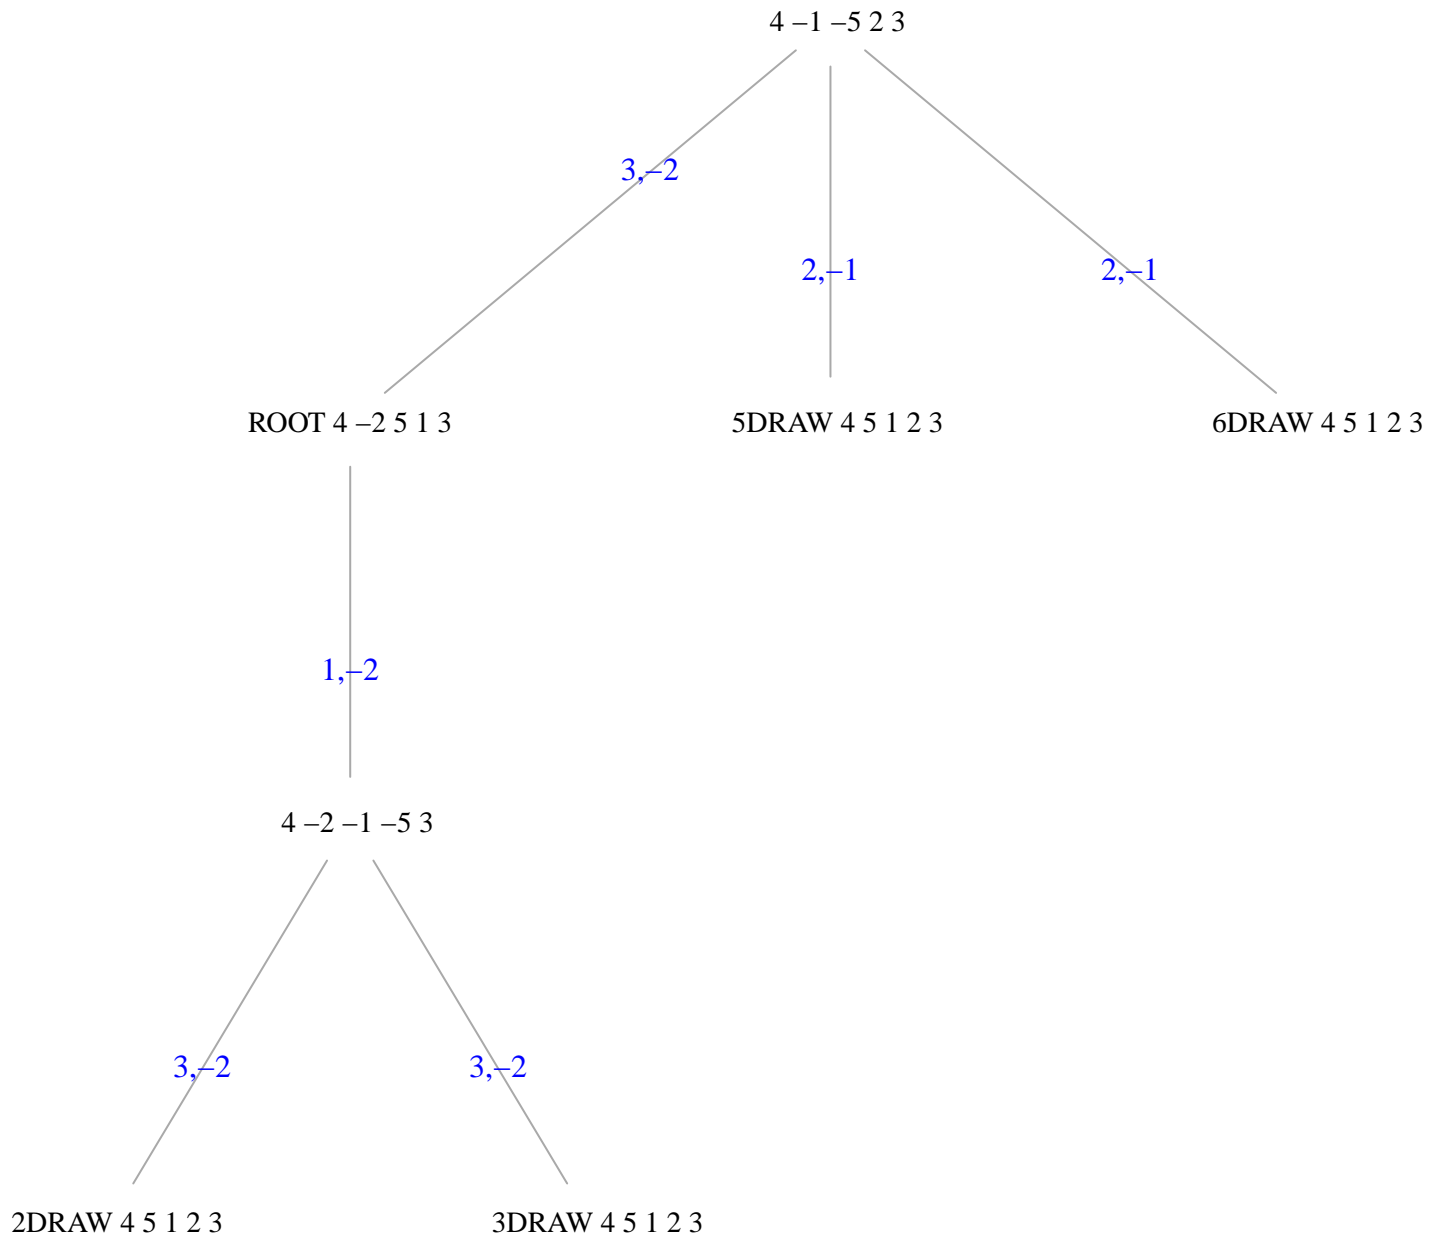 4 –1 –5 2 3
3,–2
2,–1
2,–1
ROOT 4 –2 5 1 3
5DRAW 4 5 1 2 3
6DRAW 4 5 1 2 3
1,–2
4 –2 –1 –5 3
3,–2
3,–2
2DRAW 4 5 1 2 3
3DRAW 4 5 1 2 3